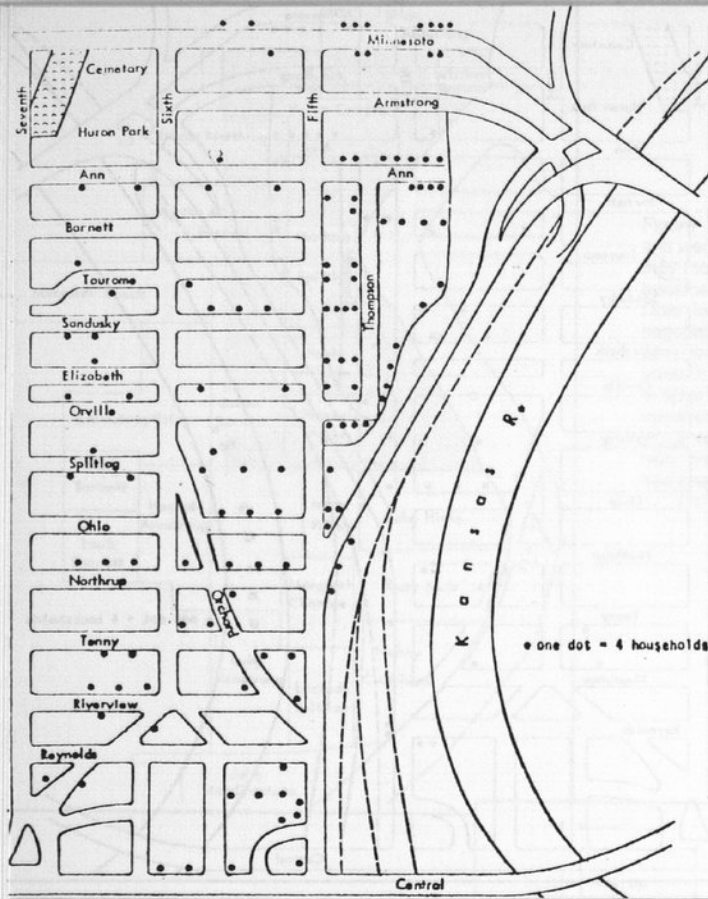 Minnesota
Cemetary
Armstrong
Seventh
Sixth
Fifth
Huron Park
Ann
Ann
Barnett
Tourome
Thompson
Sandusky
Elizabeth
Orville
Kansas R.
Splitlog
Ohio
Northrup
Orchard
Tenny
one dot = 4 households
Riverview
Reynolds
Central